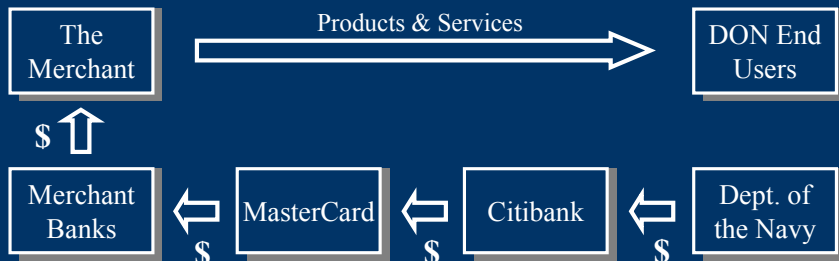 The
Merchant
Products & Services
DON End
Users
$
Merchant
Banks
$
MasterCard
$
Citibank
$
Dept. of
the Navy